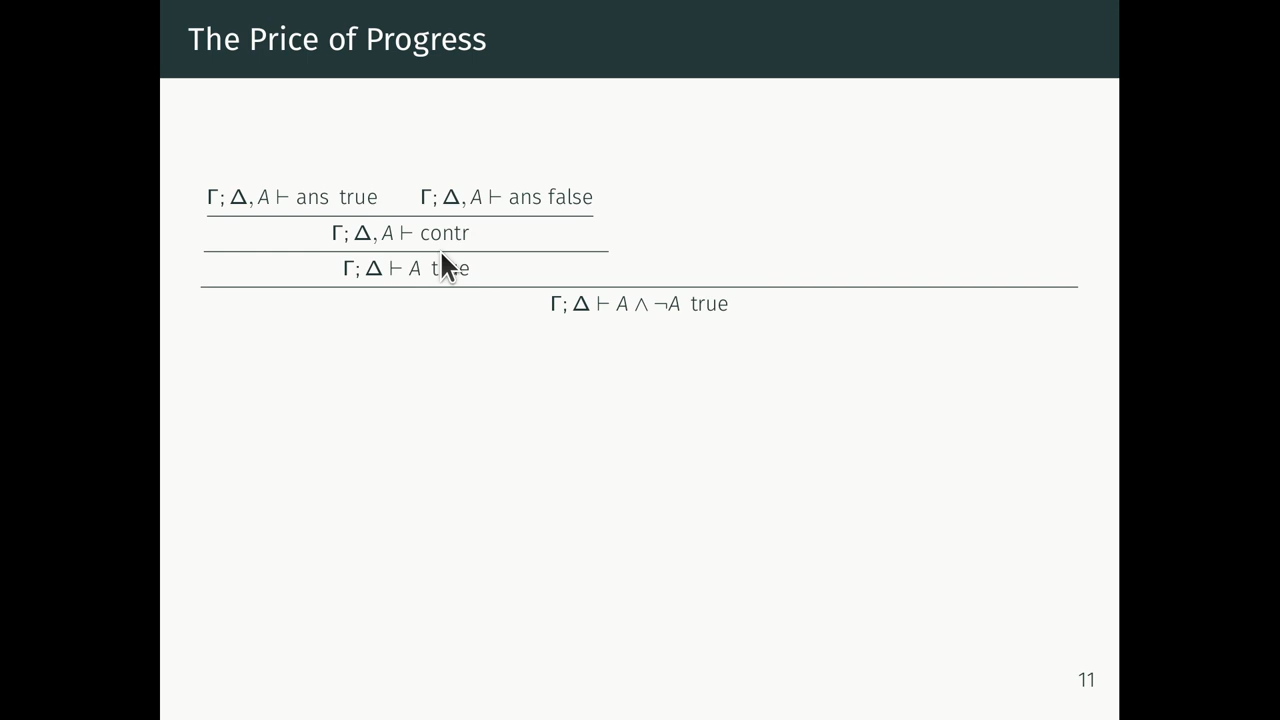 The Price of Progress
Γ; Δ, A ⊢ ans true Γ; Δ, A ⊢ ans false
Γ; Δ, A ⊢ contr
Γ; Δ ⊢ A
Γ; Δ ⊢ A ∧ ¬A true
11